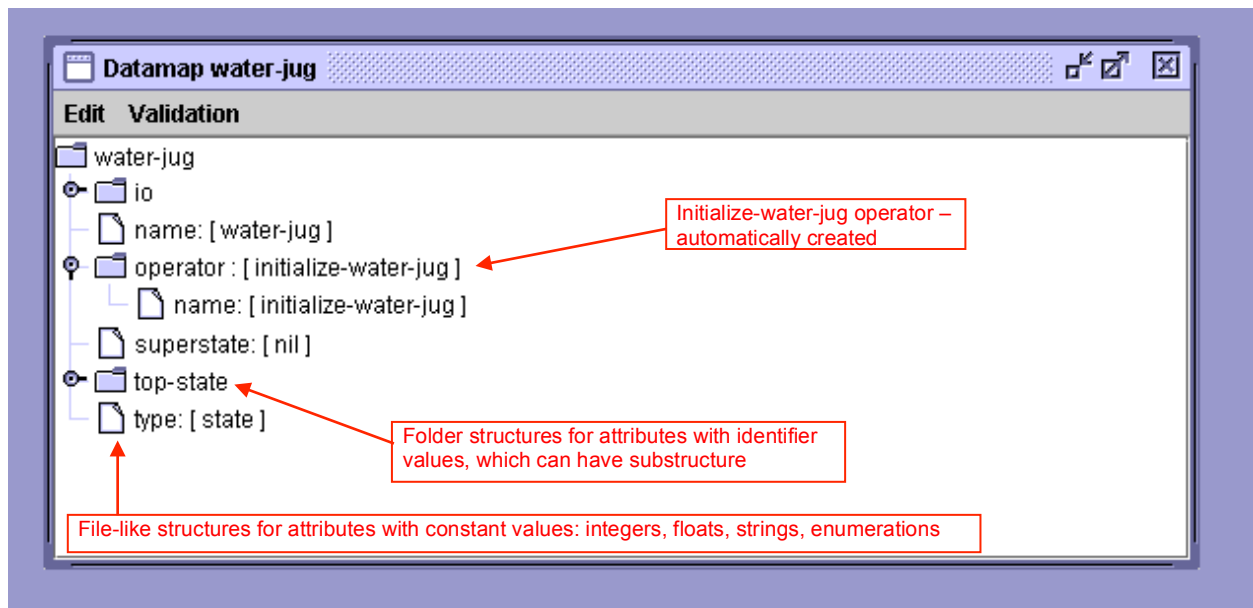 Datamap water-jug
Edit Validation
water-jug
io
name: [ water-jug ]
Initialize-water-jug operator –
automatically created
operator : [ initialize-water-jug ]
name: [ initialize-water-jug ]
superstate: [ nil ]
top-state
type: [ state ]
Folder structures for attributes with identifier
values, which can have substructure
File-like structures for attributes with constant values: integers, floats, strings, enumerations